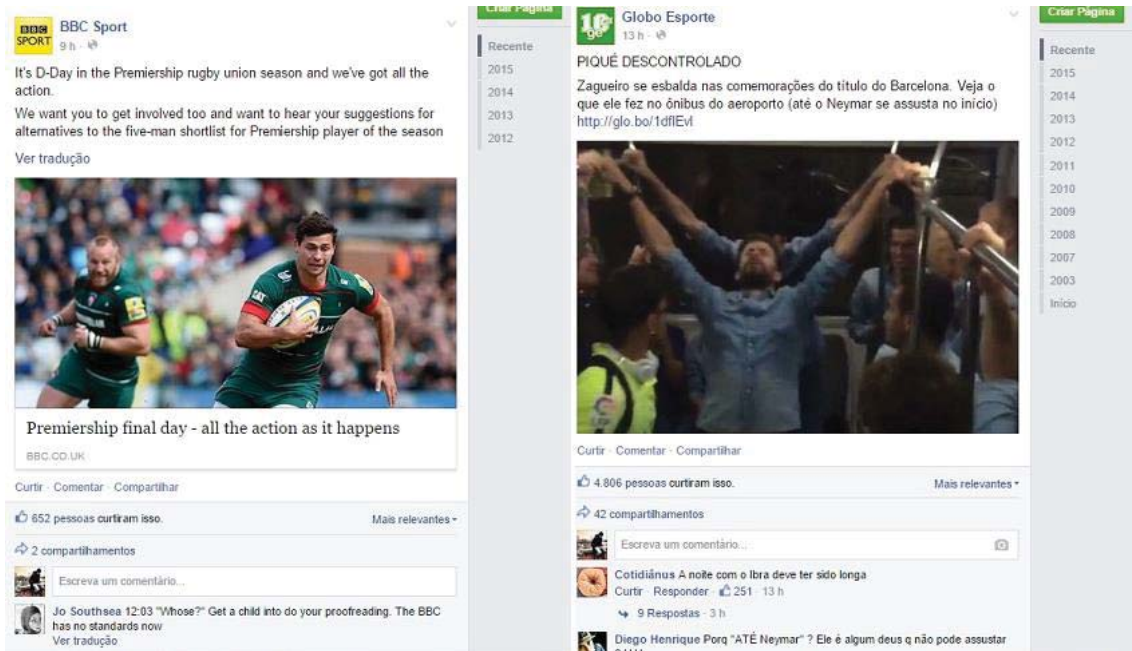 BBC
SPORT
BBC Sport
9 h
It's D-Day in the Premiership rugby union season and we've got all the
action.
We want you to get involved too and want to hear your suggestions for
alternatives to the five-man shortlist for Premiership player of the season
Ver tradução
CAT
Premiership final day - all the action as it happens
BBC.CO.UK
Curtir · Comentar · Compartilhar
652 pessoas curtiram isso.
Mais relevantes
2 compartilhamentos
Escreva um comentário...
Jo Southsea 12:03 "Whose?" Get a child into do your proofreading. The BBC
has no standards now
Ver tradução
Criar Página
Recente
2015
2014
2013
2012
ge
Globo Esporte
13 h
PIQUÉ DESCONTROLADO
Zagueiro se esbalda nas comemorações do título do Barcelona. Veja o
que ele fez no ônibus do aeroporto (até o Neymar se assusta no início)
Curtir · Comentar · Compartilhar
4.806 pessoas curtiram isso.
Mais relevantes
42 compartilhamentos
Escreva um comentário...
Cotidiânus A noite com o Ibra deve ter sido longa
Curtir · Responder · 251 · 13 h
9 Respostas · 3 h
Diego Henrique Porq "ATÉ Neymar" ? Ele é algum deus q não pode assustar
Criar Página
Recente
2015
2014
2013
2012
2011
2010
2009
2008
2007
2003
Início